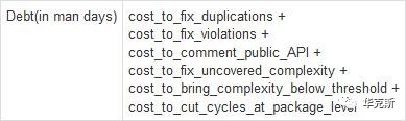 Debt(in man days)
cost_to_fix_duplications +
cost_to_fix_violations +
cost_to_comment_public_API +
cost_to_fix_uncovered_complexity +
cost_to_bring_complexity_below_threshold +
cost_to_cut_cycles_at_package_level
华克斯